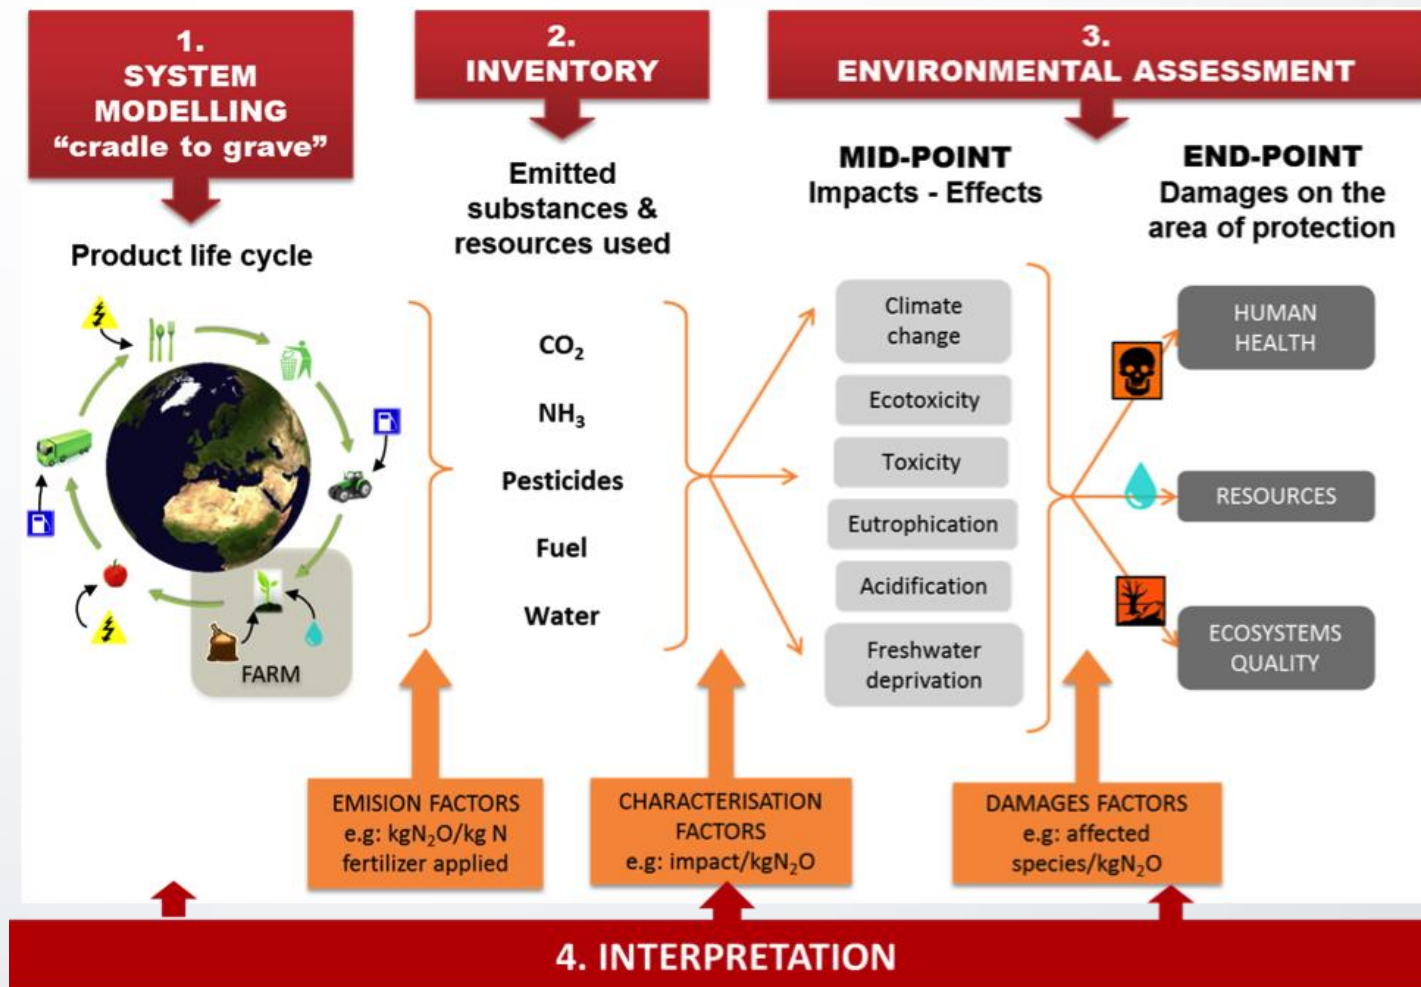 1.
SYSTEM
MODELLING
“cradle to grave”
2.
INVENTORY
3.
ENVIRONMENTAL ASSESSMENT
Product life cycle
Emitted
substances &
resources used
MID-POINT
Impacts - Effects
END-POINT
Damages on the
area of protection
FARM
CO₂
NH₃
Pesticides
Fuel
Water
Climate
change
Ecotoxicity
Toxicity
Eutrophication
Acidification
Freshwater
deprivation
HUMAN
HEALTH
RESOURCES
ECOSYSTEMS
QUALITY
EMISION FACTORS
e.g: kgN₂O/kg N
fertilizer applied
CHARACTERISATION
FACTORS
e.g: impact/kgN₂O
DAMAGES FACTORS
e.g: affected
species/kgN₂O
4. INTERPRETATION